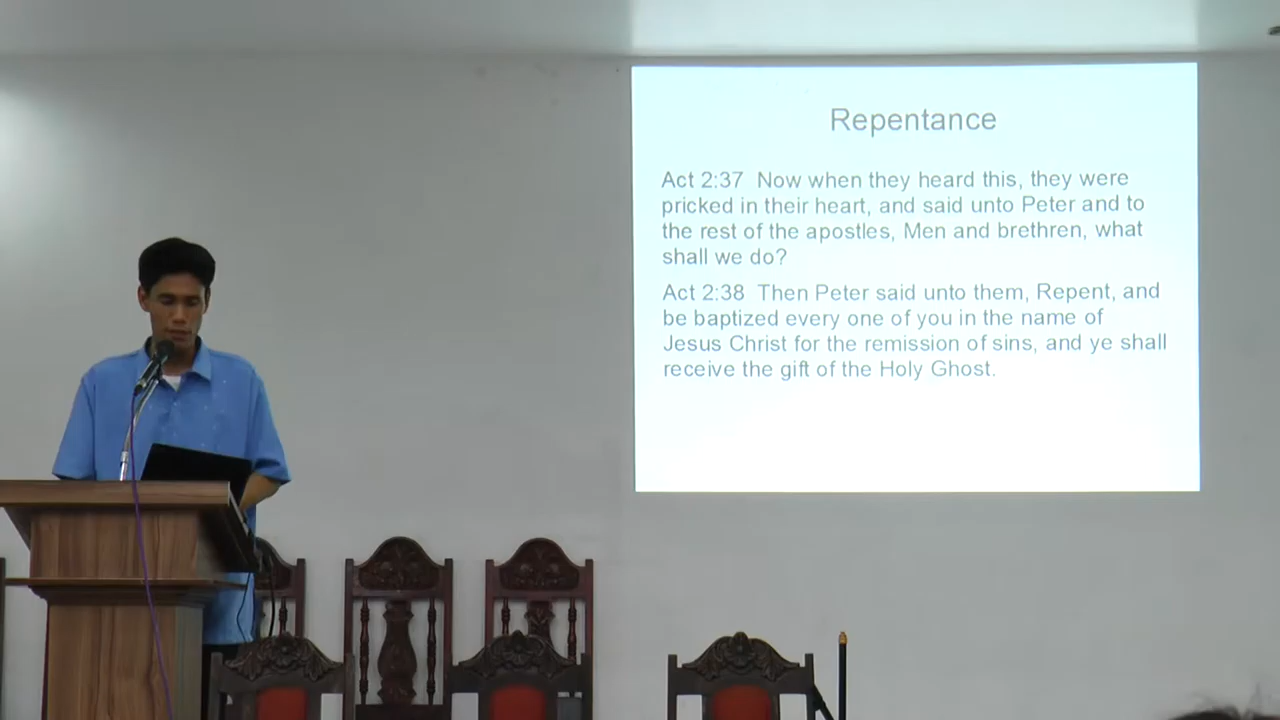 Repentance
Act 2:37  Now when they heard this, they were
pricked in their heart, and said unto Peter and to
the rest of the apostles, Men and brethren, what
shall we do?
Act 2:38  Then Peter said unto them, Repent, and
be baptized every one of you in the name of
Jesus Christ for the remission of sins, and ye shall
receive the gift of the Holy Ghost.